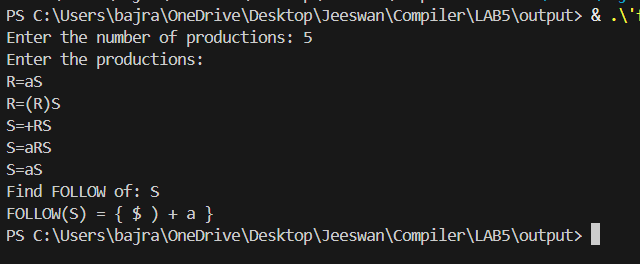 PS C:\Users\bajra\OneDrive\Desktop\Jeeswan\Compiler\LAB5\output> & .\'
Enter the number of productions: 5
Enter the productions:
R=aS
R=(R)S
S=+RS
S=aRS
S=aS
Find FOLLOW of: S
FOLLOW(S) = { $ ) + a }
PS C:\Users\bajra\OneDrive\Desktop\Jeeswan\Compiler\LAB5\output>